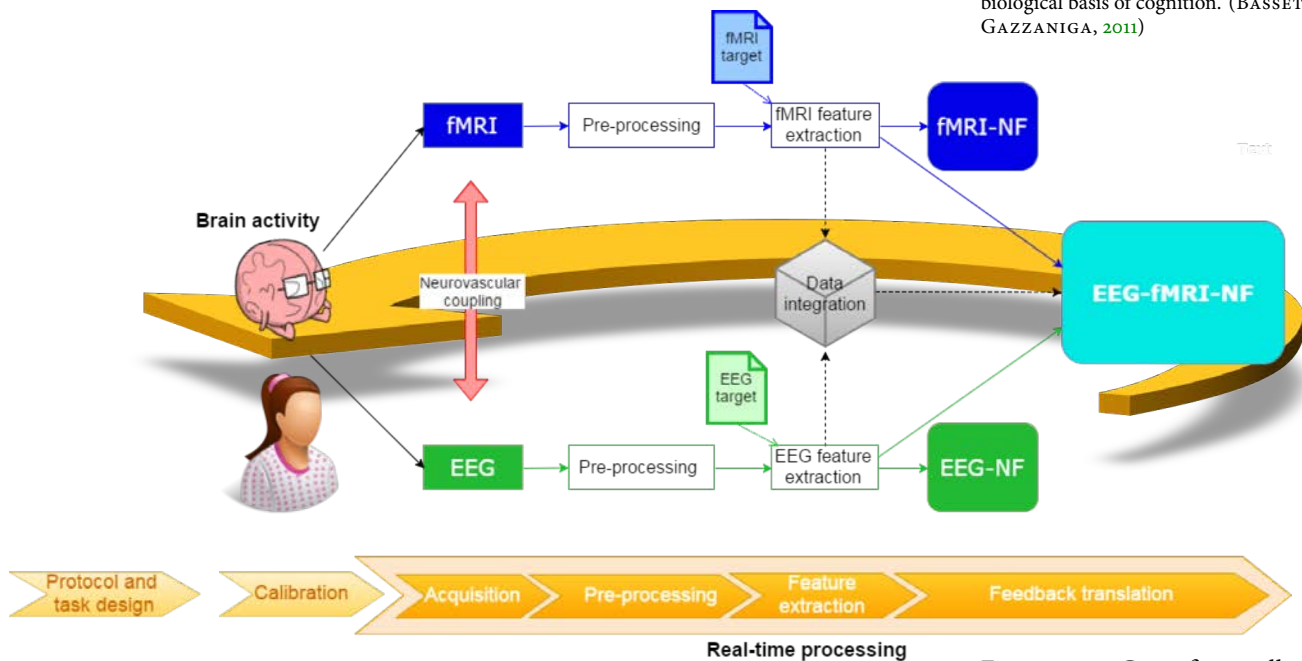 biological basis of cognition. (BASSET
GAZZANIGA, 2011)
fMRI
target
fMRI
Pre-processing
fMRI feature
extraction
fMRI-NF
Text
Brain activity
Neurovascular
coupling
Data
integration
EEG-fMRI-NF
EEG
target
EEG
Pre-processing
EEG feature
extraction
EEG-NF
Protocol and
task design
Calibration
Acquisition
Pre-processing
Feature
extraction
Feedback translation
Real-time processing